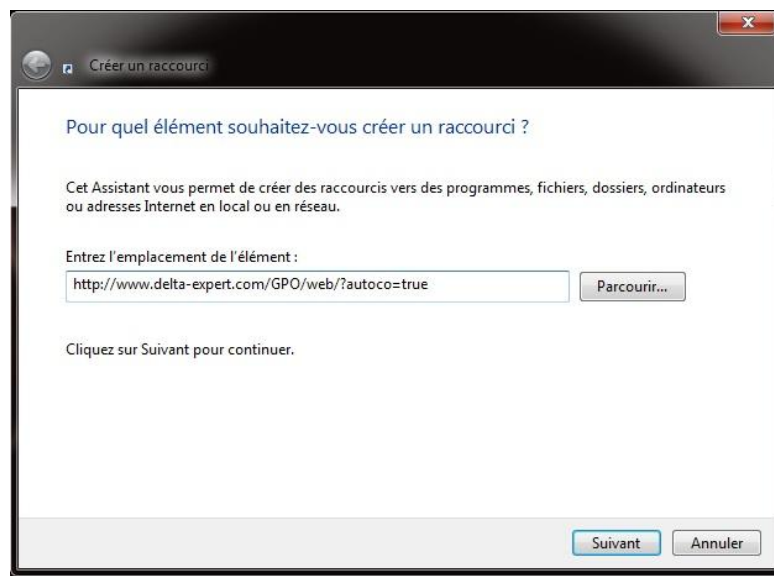 Créer un raccourci
Pour quel élément souhaitez-vous créer un raccourci ?
Cet Assistant vous permet de créer des raccourcis vers des programmes, fichiers, dossiers, ordinateurs
ou adresses Internet en local ou en réseau.
Entrez l'emplacement de l'élément :
http://www.delta-expert.com/GPO/web/?autoco=true
Parcourir...
Cliquez sur Suivant pour continuer.
Suivant
Annuler